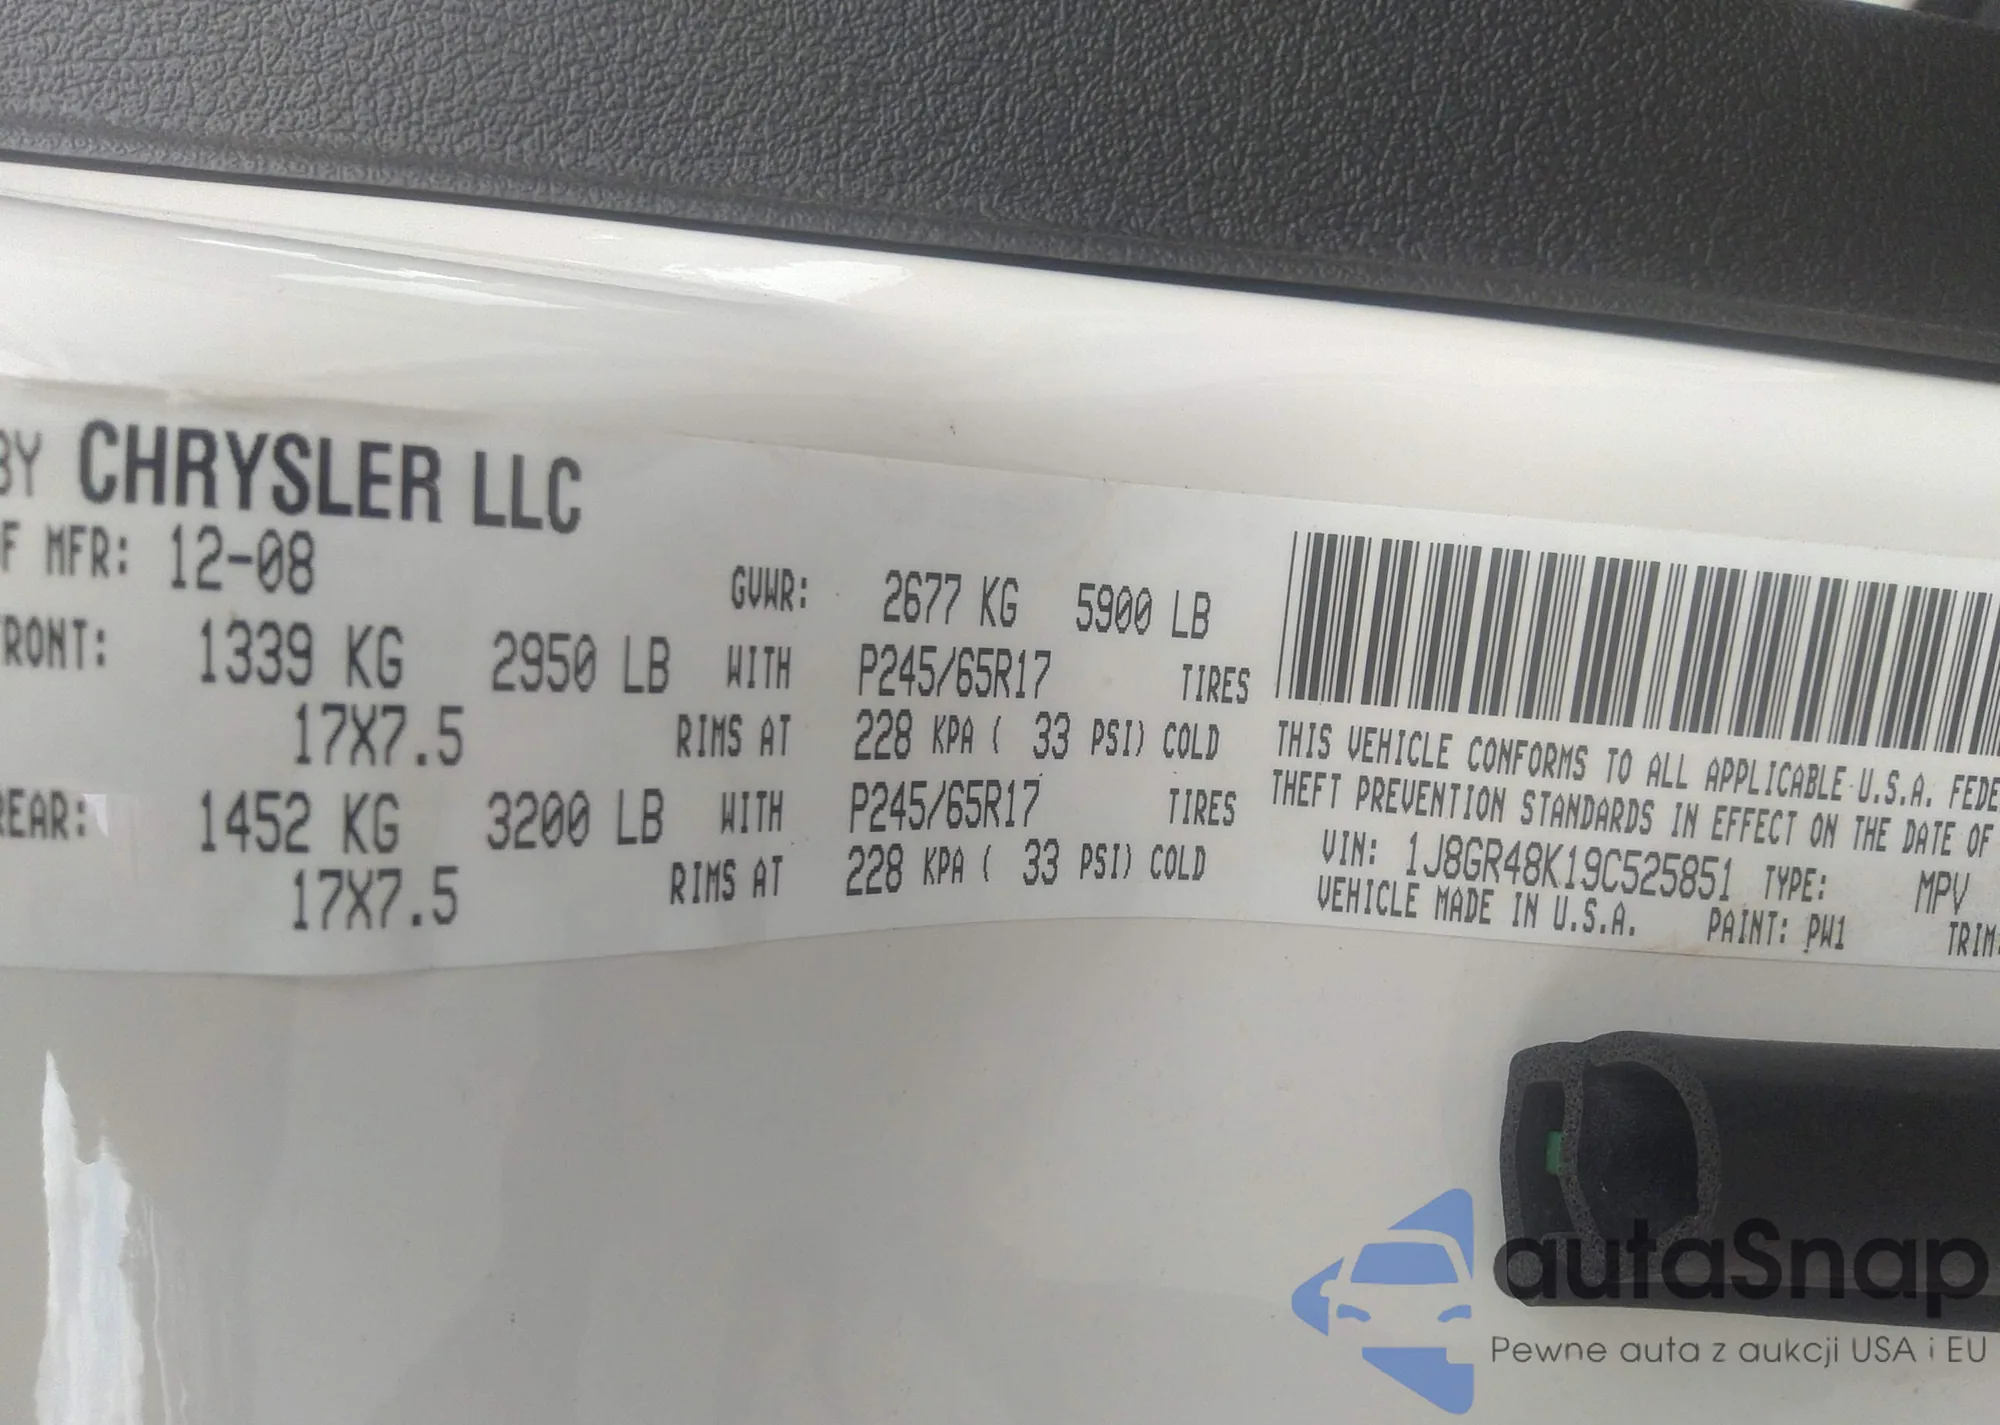 BY CHRYSLER LLC
F MFR: 12-08 GVWR: 2677 KG 5900 LB
RONT: 1339 KG 2950 LB WITH P245/65R17 TIRES
17X7.5 RIMS AT 228 KPA ( 33 PSI) COLD
REAR: 1452 KG 3200 LB WITH P245/65R17 TIRES
17X7.5 RIMS AT 228 KPA ( 33 PSI) COLD
THIS VEHICLE CONFORMS TO ALL APPLICABLE U.S.A. FEDE
THEFT PREVENTION STANDARDS IN EFFECT ON THE DATE OF
VIN: 1J8GR48K19C525851 TYPE: MPV
VEHICLE MADE IN U.S.A. PAINT: PW1 TRIM:
autaSnap
Pewne auta z aukcji USA i EU